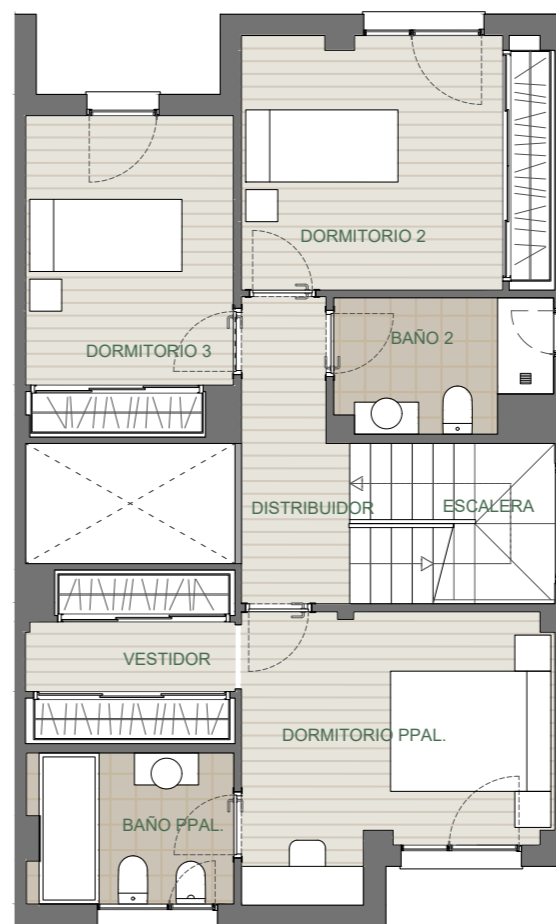 DORMITORIO 2
BAÑO 2
DORMITORIO 3
DISTRIBUIDOR
ESCALERA
VESTIDOR
DORMITORIO PPAL.
BAÑO PPAL.